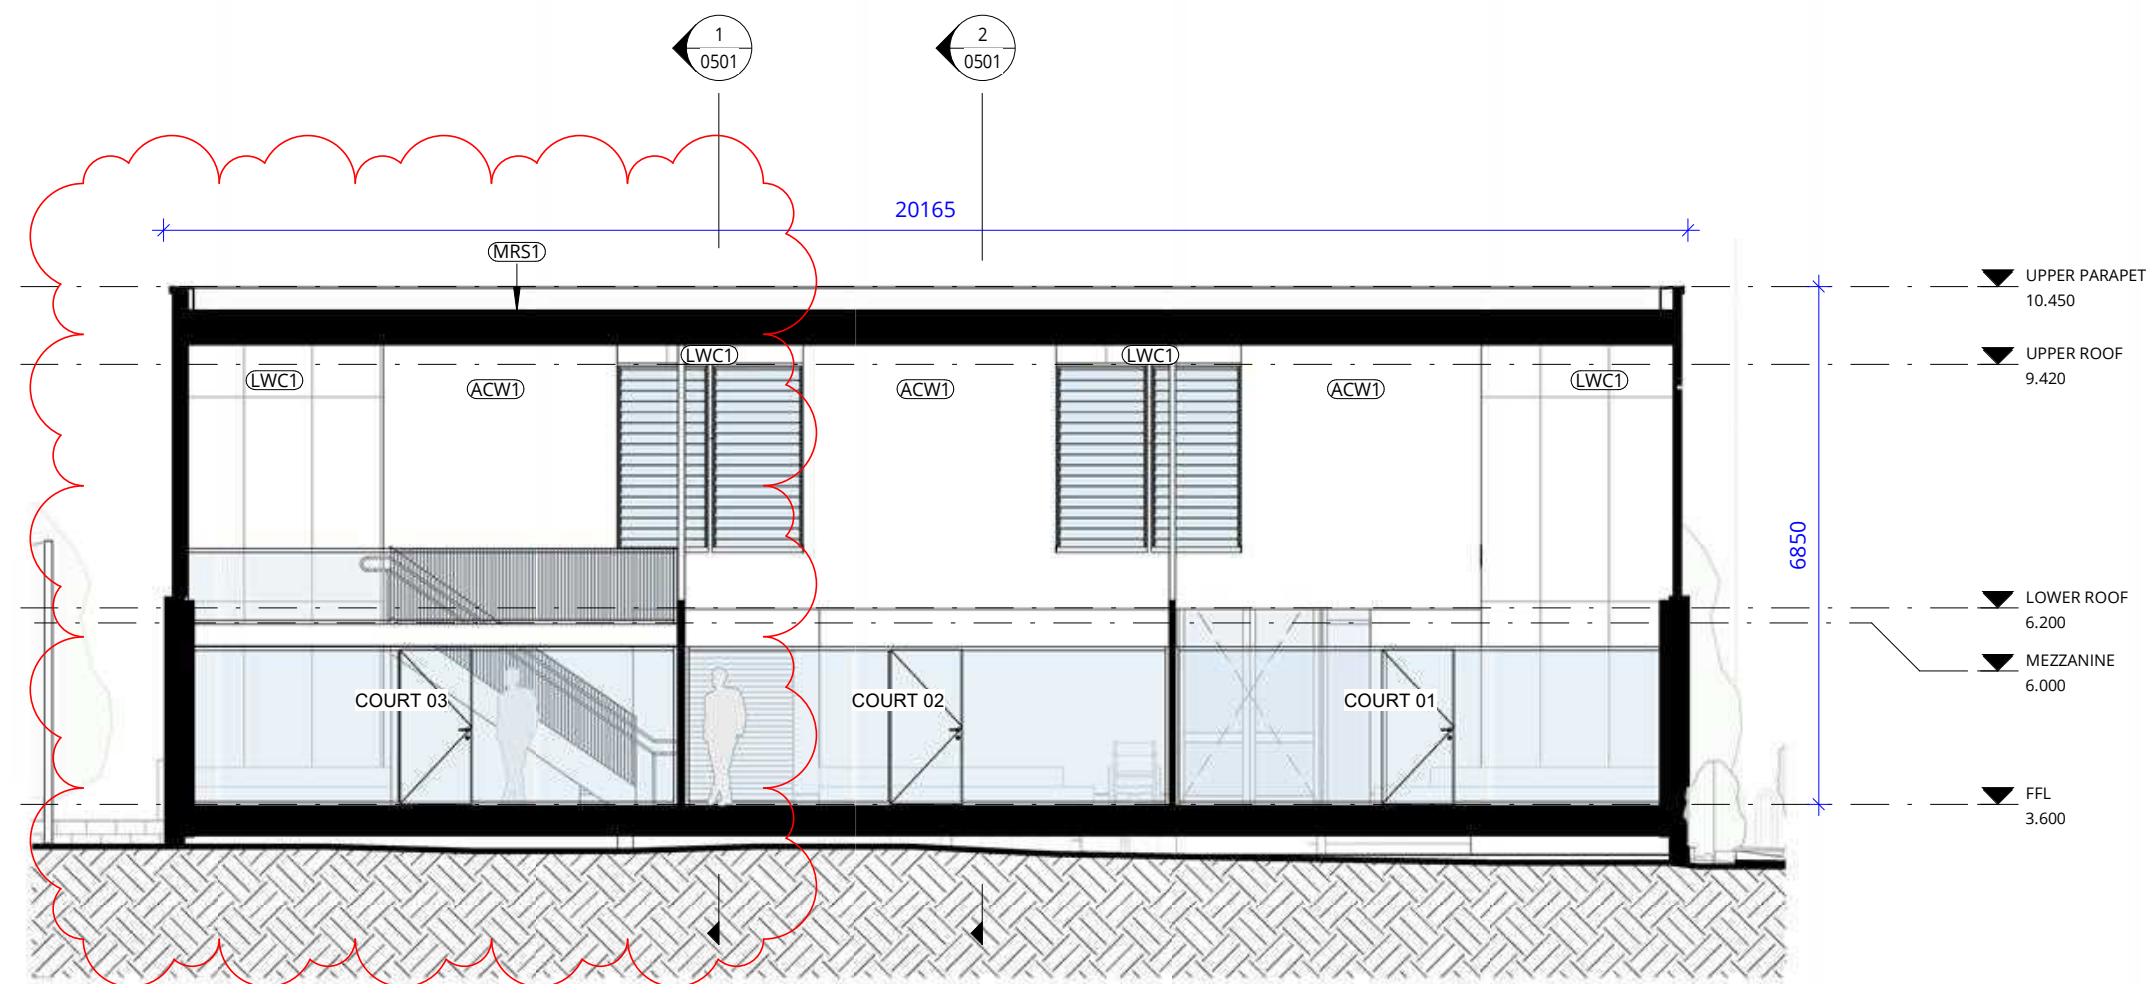 1
0501
2
0501
20165
MRS1
UPPER PARAPET
10.450
LWC1
LWC1
UPPER ROOF
9.420
LWC1
ACW1
ACW1
ACW1
LWC1
6850
LOWER ROOF
6.200
MEZZANINE
6.000
COURT 03
COURT 02
COURT 01
FFL
3.600